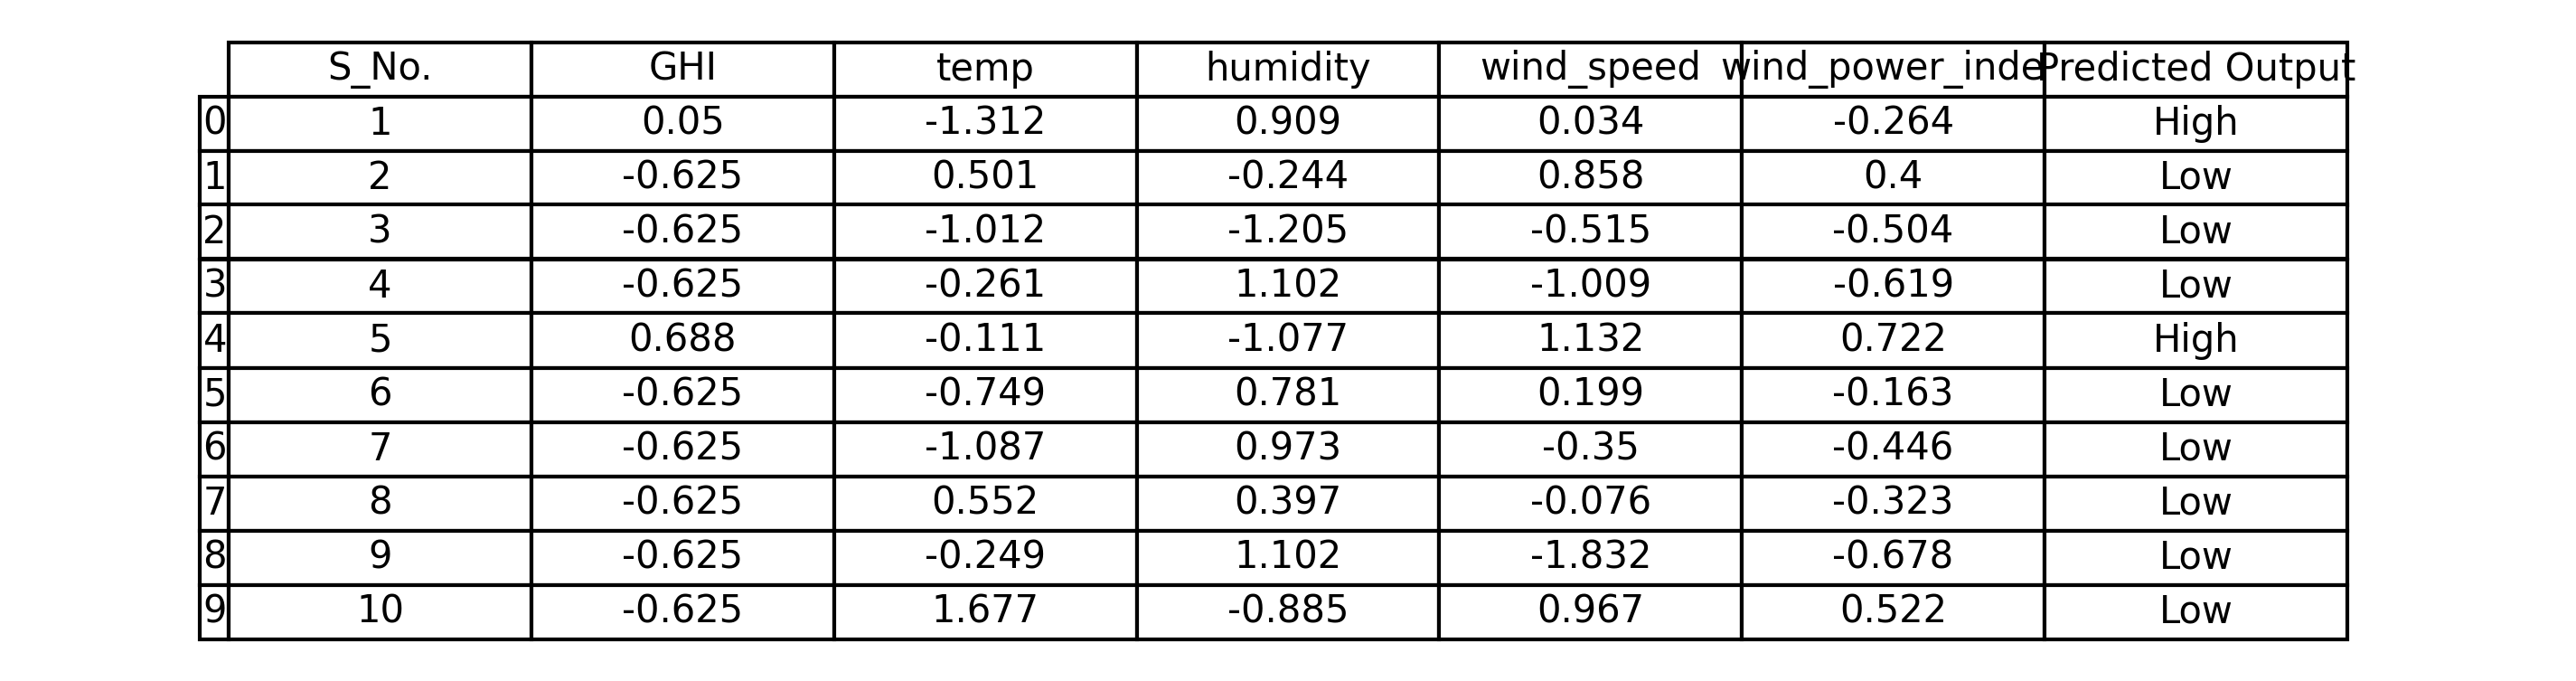 S_No. GHI temp humidity wind_speed wind_power_inde Predicted Output
0 1 0.05 -1.312 0.909 0.034 -0.264 High
1 2 -0.625 0.501 -0.244 0.858 0.4 Low
2 3 -0.625 -1.012 -1.205 -0.515 -0.504 Low
3 4 -0.625 -0.261 1.102 -1.009 -0.619 Low
4 5 0.688 -0.111 -1.077 1.132 0.722 High
5 6 -0.625 -0.749 0.781 0.199 -0.163 Low
6 7 -0.625 -1.087 0.973 -0.35 -0.446 Low
7 8 -0.625 0.552 0.397 -0.076 -0.323 Low
8 9 -0.625 -0.249 1.102 -1.832 -0.678 Low
9 10 -0.625 1.677 -0.885 0.967 0.522 Low